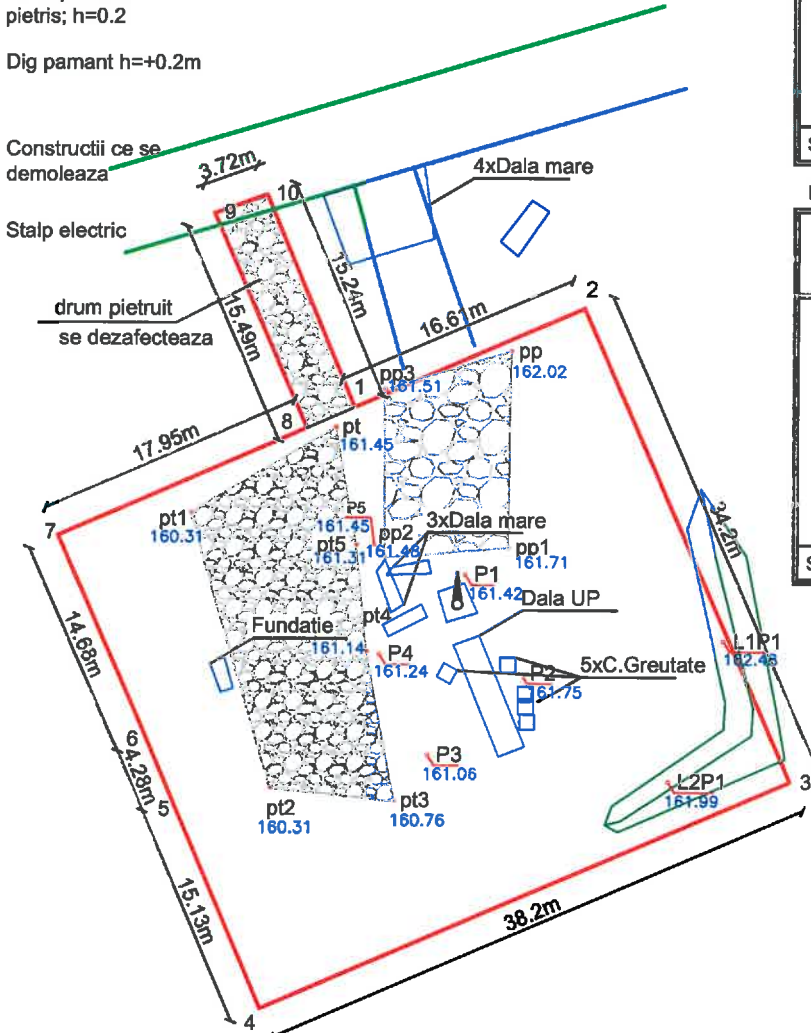 pietris; h=0.2
Dig pamant h=+0.2m
Constructii ce se
demoleaza
3.72m
4xDala mare
9
10
Stalp electric
2
15.24m
15.49m
drum pietruit
se dezafecteaza
16.61m
pp
162.02
pp3
161.51
1
8
pt
161.45
17.95m
34.2m
7
pt1
160.31
P5
161.45
3xDala mare
pp2
161.48
pt5
161.31
pp1
161.71
P1
161.42
Dala UP
pt4
161.14
Fundatie
14.68m
P4
161.24
5xC.Greutate
L1P1
162.43
P2
161.75
6
4.28m
P3
161.06
L2P1
161.99
3
5
pt2
160.31
pt3
160.76
15.13m
38.2m
4